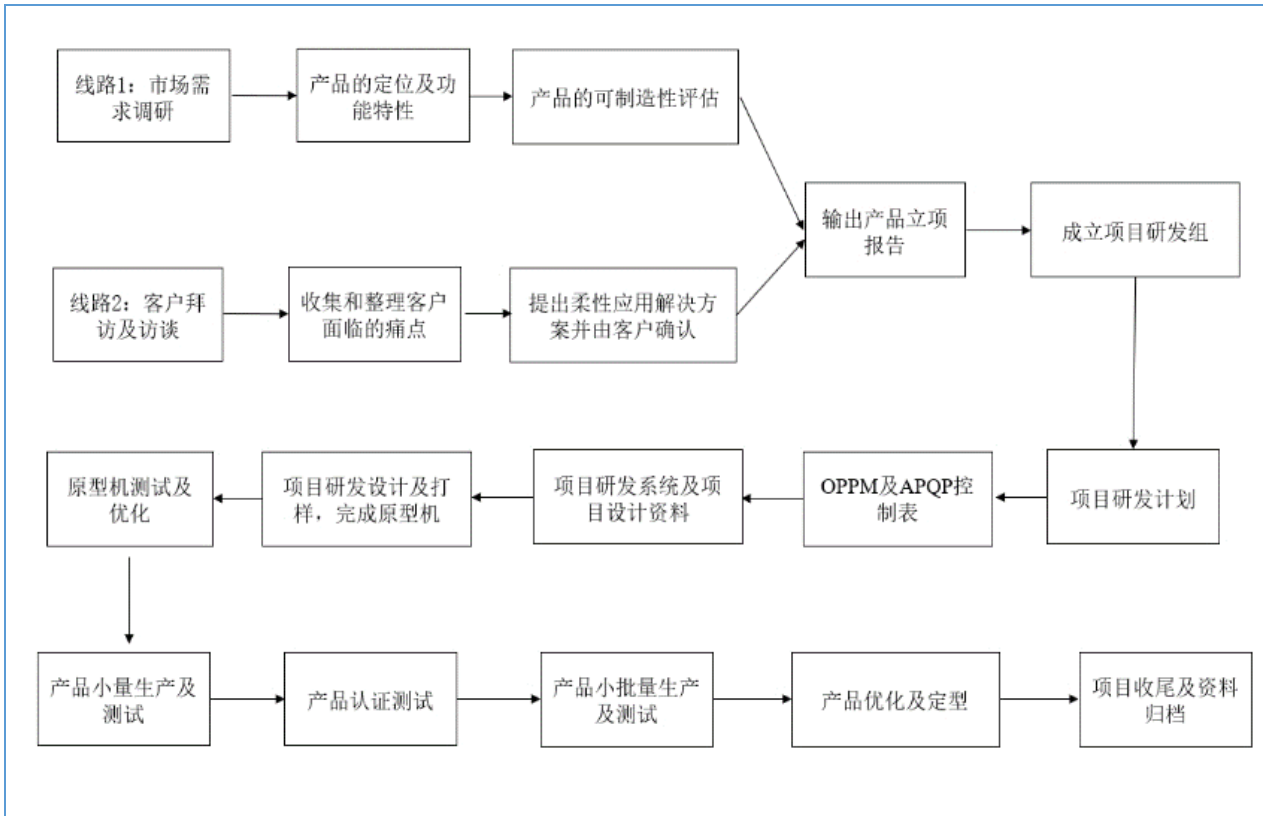 线路1：市场需
求调研
产品的定位及功
能特性
产品的可制造性评估
输出产品立项
报告
成立项目研发组
线路2：客户拜
访及访谈
收集和整理客户
面临的痛点
提出柔性应用解决方
案并由客户确认
原型机测试及
优化
项目研发设计及打
样，完成原型机
项目研发系统及项
目设计资料
OPPM及APQP控
制表
项目研发计划
产品小量生产及
测试
产品认证测试
产品小批量生产
及测试
产品优化及定型
项目收尾及资料
归档